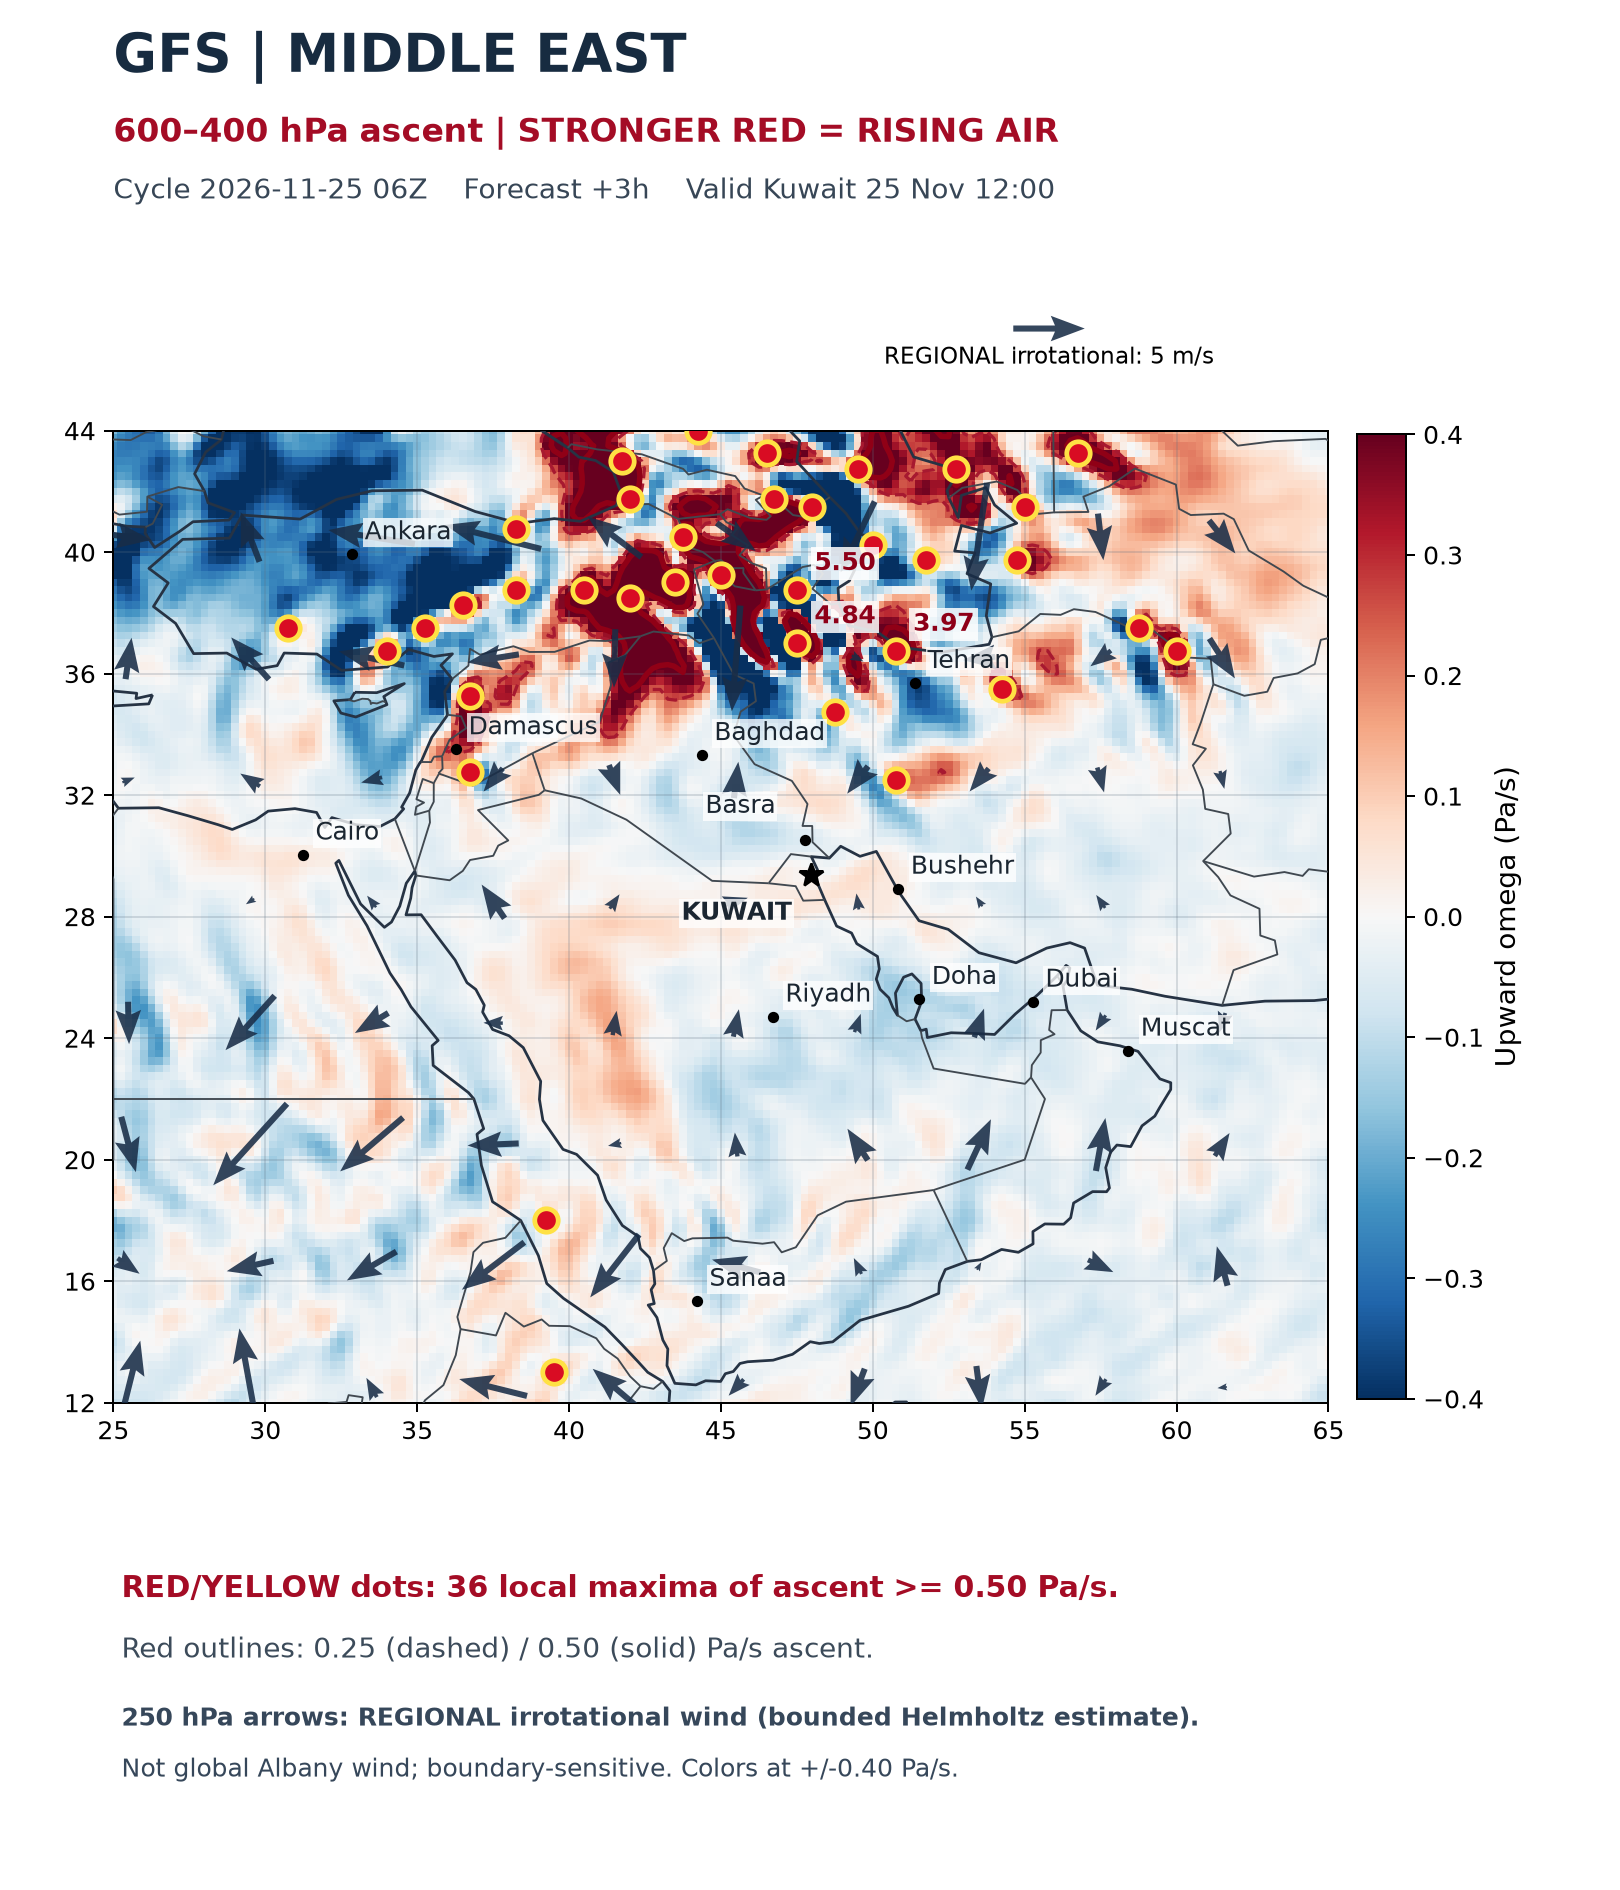 GFS | MIDDLE EAST
600–400 hPa ascent | STRONGER RED = RISING AIR
Cycle 2026-11-25 06Z Forecast +3h Valid Kuwait 25 Nov 12:00
REGIONAL irrotational: 5 m/s
44
40
36
32
28
24
20
16
12
Ankara
5.50
4.84
3.97
Tehran
Damascus
Baghdad
Basra
Cairo
Bushehr
KUWAIT
Doha
Dubai
Riyadh
Muscat
Sanaa
25
30
35
40
45
50
55
60
65
0.4
0.3
0.2
0.1
0.0
−0.1
−0.2
−0.3
−0.4
Upward omega (Pa/s)
RED/YELLOW dots: 36 local maxima of ascent >= 0.50 Pa/s.
Red outlines: 0.25 (dashed) / 0.50 (solid) Pa/s ascent.
250 hPa arrows: REGIONAL irrotational wind (bounded Helmholtz estimate).
Not global Albany wind; boundary-sensitive. Colors at +/-0.40 Pa/s.